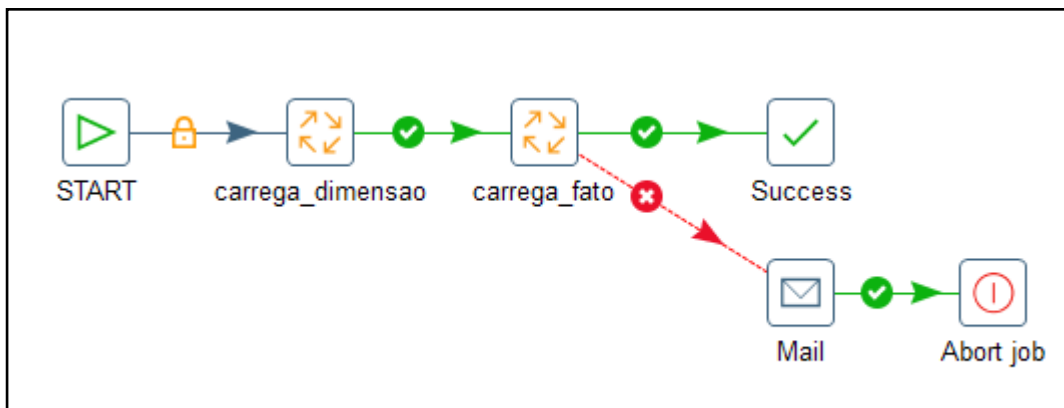 START
carrega_dimensao
carrega_fato
Success
Mail
Abort job